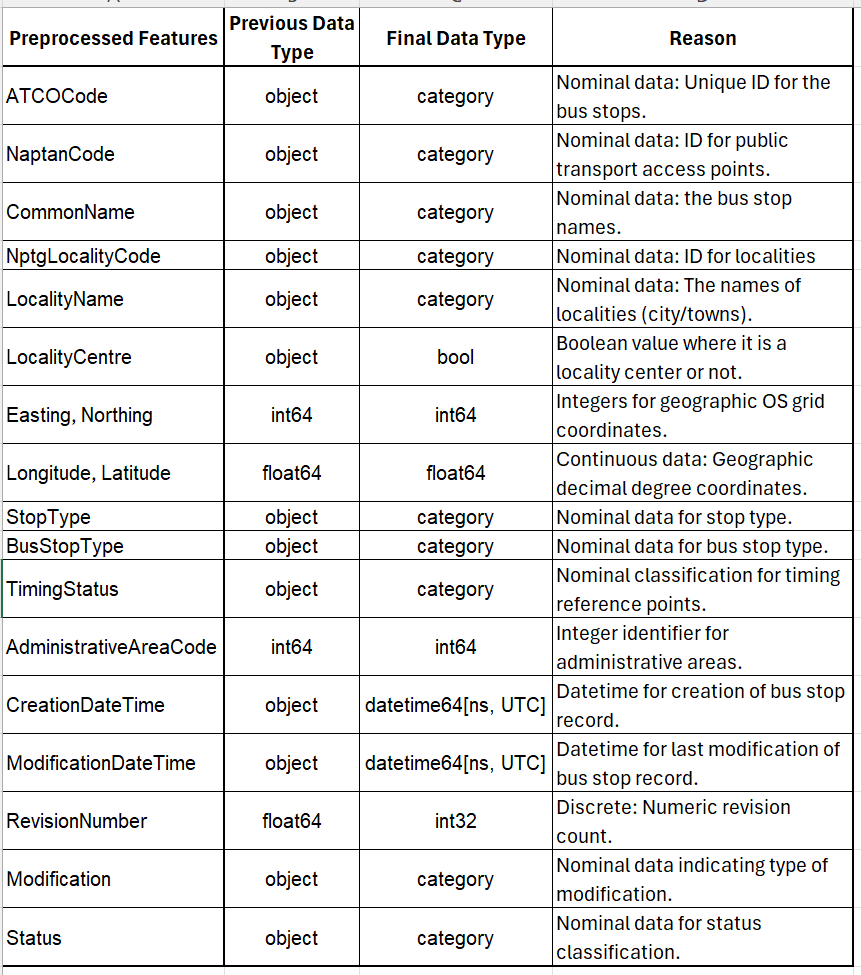 Preprocessed Features Previous Data Type Final Data Type Reason
ATCOCode object category Nominal data: Unique ID for the
bus stops.
NaptanCode object category Nominal data: ID for public
transport access points.
CommonName object category Nominal data: the bus stop
names.
NptgLocalityCode object category Nominal data: ID for localities
LocalityName object category Nominal data: The names of
localities (city/towns).
LocalityCentre object bool Boolean value where it is a
locality center or not.
Easting, Northing int64 int64 Integers for geographic OS grid
coordinates.
Longitude, Latitude float64 float64 Continuous data: Geographic
decimal degree coordinates.
StopType object category Nominal data for stop type.
BusStopType object category Nominal data for bus stop type.
TimingStatus object category Nominal classification for timing
reference points.
AdministrativeAreaCode int64 int64 Integer identifier for
administrative areas.
CreationDateTime object datetime64[ns, UTC] Datetime for creation of bus stop
record.
ModificationDateTime object datetime64[ns, UTC] Datetime for last modification of
bus stop record.
RevisionNumber float64 int32 Discrete: Numeric revision
count.
Modification object category Nominal data indicating type of
modification.
Status object category Nominal data for status
classification.